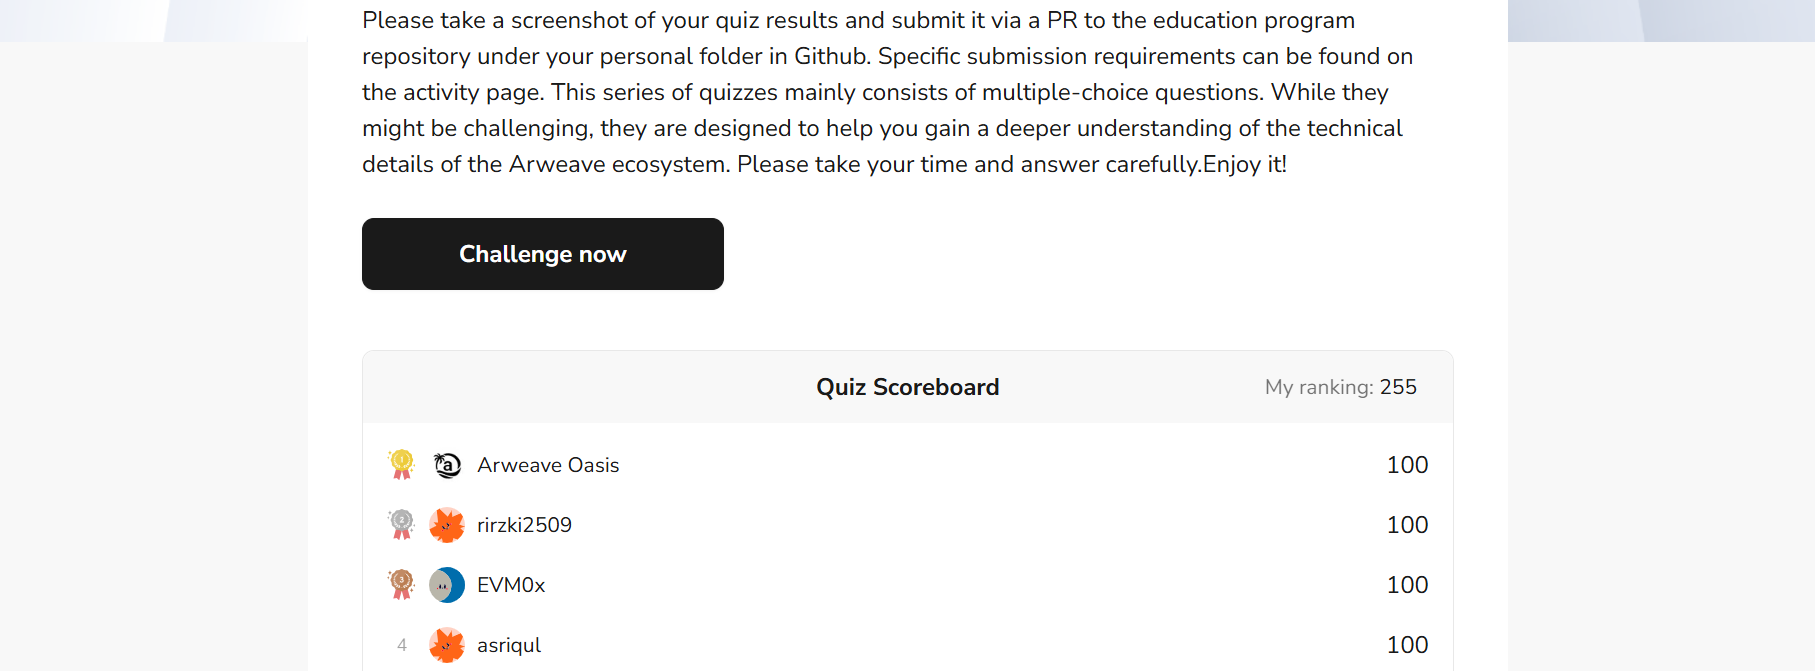 Please take a screenshot of your quiz results and submit it via a PR to the education program
repository under your personal folder in Github. Specific submission requirements can be found on
the activity page. This series of quizzes mainly consists of multiple-choice questions. While they
might be challenging, they are designed to help you gain a deeper understanding of the technical
details of the Arweave ecosystem. Please take your time and answer carefully.Enjoy it!
Challenge now
Quiz Scoreboard My ranking: 255
1 a Arweave Oasis 100
2 rirzki2509 100
3 EVM0x 100
4 asriqul 100